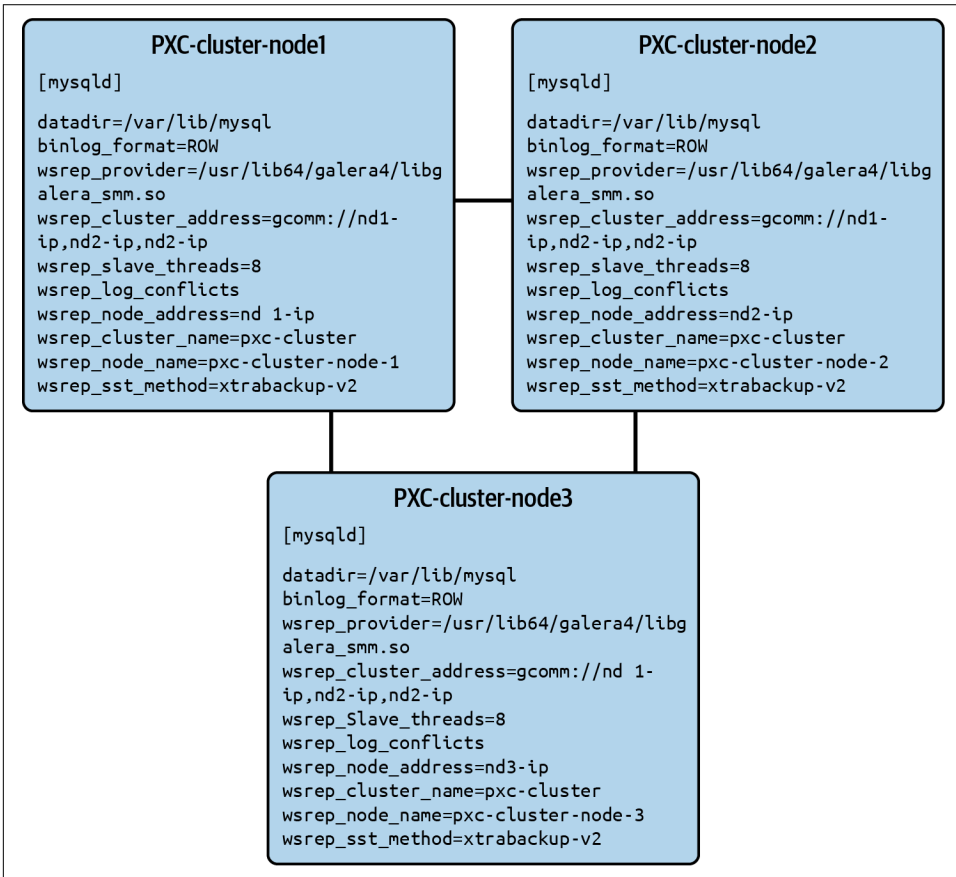 PXC-cluster-node1
[mysqld]
datadir=/var/lib/mysql
binlog_format=ROW
wsrep_provider=/usr/lib64/galera4/libg
alera_smm.so
wsrep_cluster_address=gcomm://nd1-
ip,nd2-ip,nd2-ip
wsrep_slave_threads=8
wsrep_log_conflicts
wsrep_node_address=nd 1-ip
wsrep_cluster_name=pxc-cluster
wsrep_node_name=pxc-cluster-node-1
wsrep_sst_method=xtrabackup-v2
PXC-cluster-node2
[mysqld]
datadir=/var/lib/mysql
binlog_format=ROW
wsrep_provider=/usr/lib64/galera4/libg
alera_smm.so
wsrep_cluster_address=gcomm://nd1-
ip,nd2-ip,nd2-ip
wsrep_slave_threads=8
wsrep_log_conflicts
wsrep_node_address=nd2-ip
wsrep_cluster_name=pxc-cluster
wsrep_node_name=pxc-cluster-node-2
wsrep_sst_method=xtrabackup-v2
PXC-cluster-node3
[mysqld]
datadir=/var/lib/mysql
binlog_format=ROW
wsrep_provider=/usr/lib64/galera4/libg
alera_smm.so
wsrep_cluster_address=gcomm://nd 1-
ip,nd2-ip,nd2-ip
wsrep_Slave_threads=8
wsrep_log_conflicts
wsrep_node_address=nd3-ip
wsrep_cluster_name=pxc-cluster
wsrep_node_name=pxc-cluster-node-3
wsrep_sst_method=xtrabackup-v2